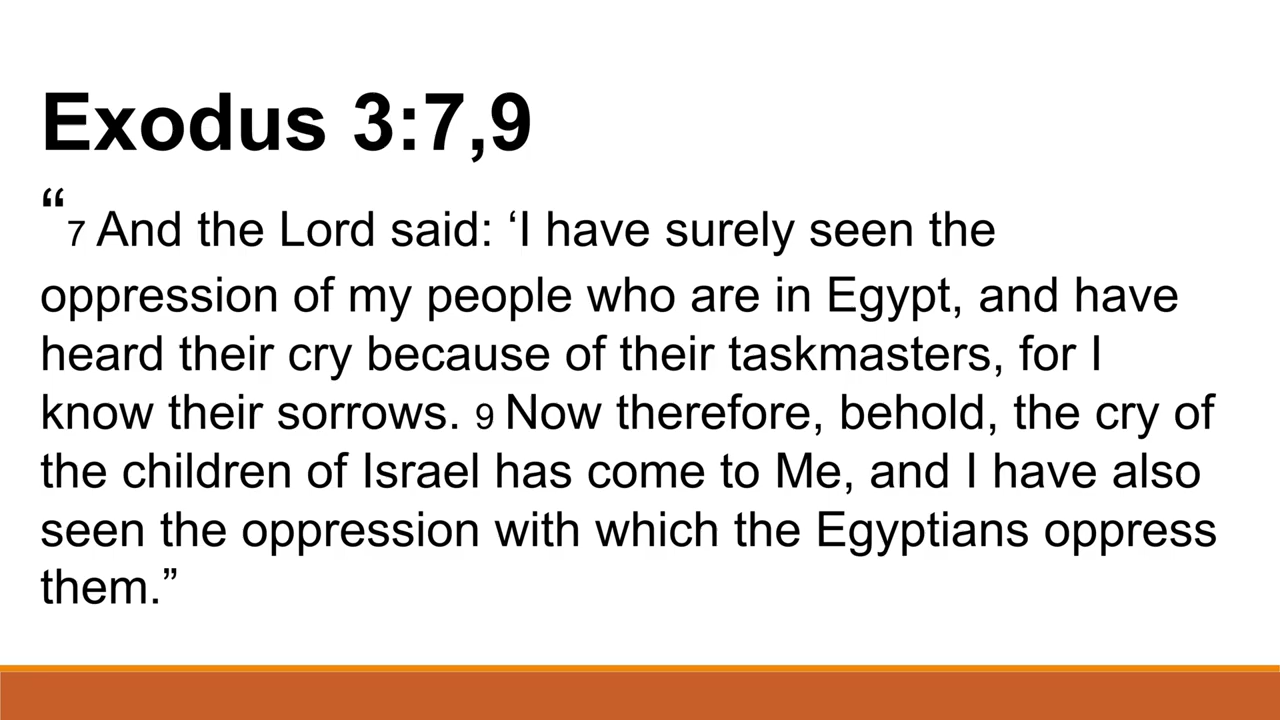 Exodus 3:7,9
“7 And the Lord said: ‘I have surely seen the
oppression of my people who are in Egypt, and have
heard their cry because of their taskmasters, for I
know their sorrows. 9 Now therefore, behold, the cry of
the children of Israel has come to Me, and I have also
seen the oppression with which the Egyptians oppress
them.”